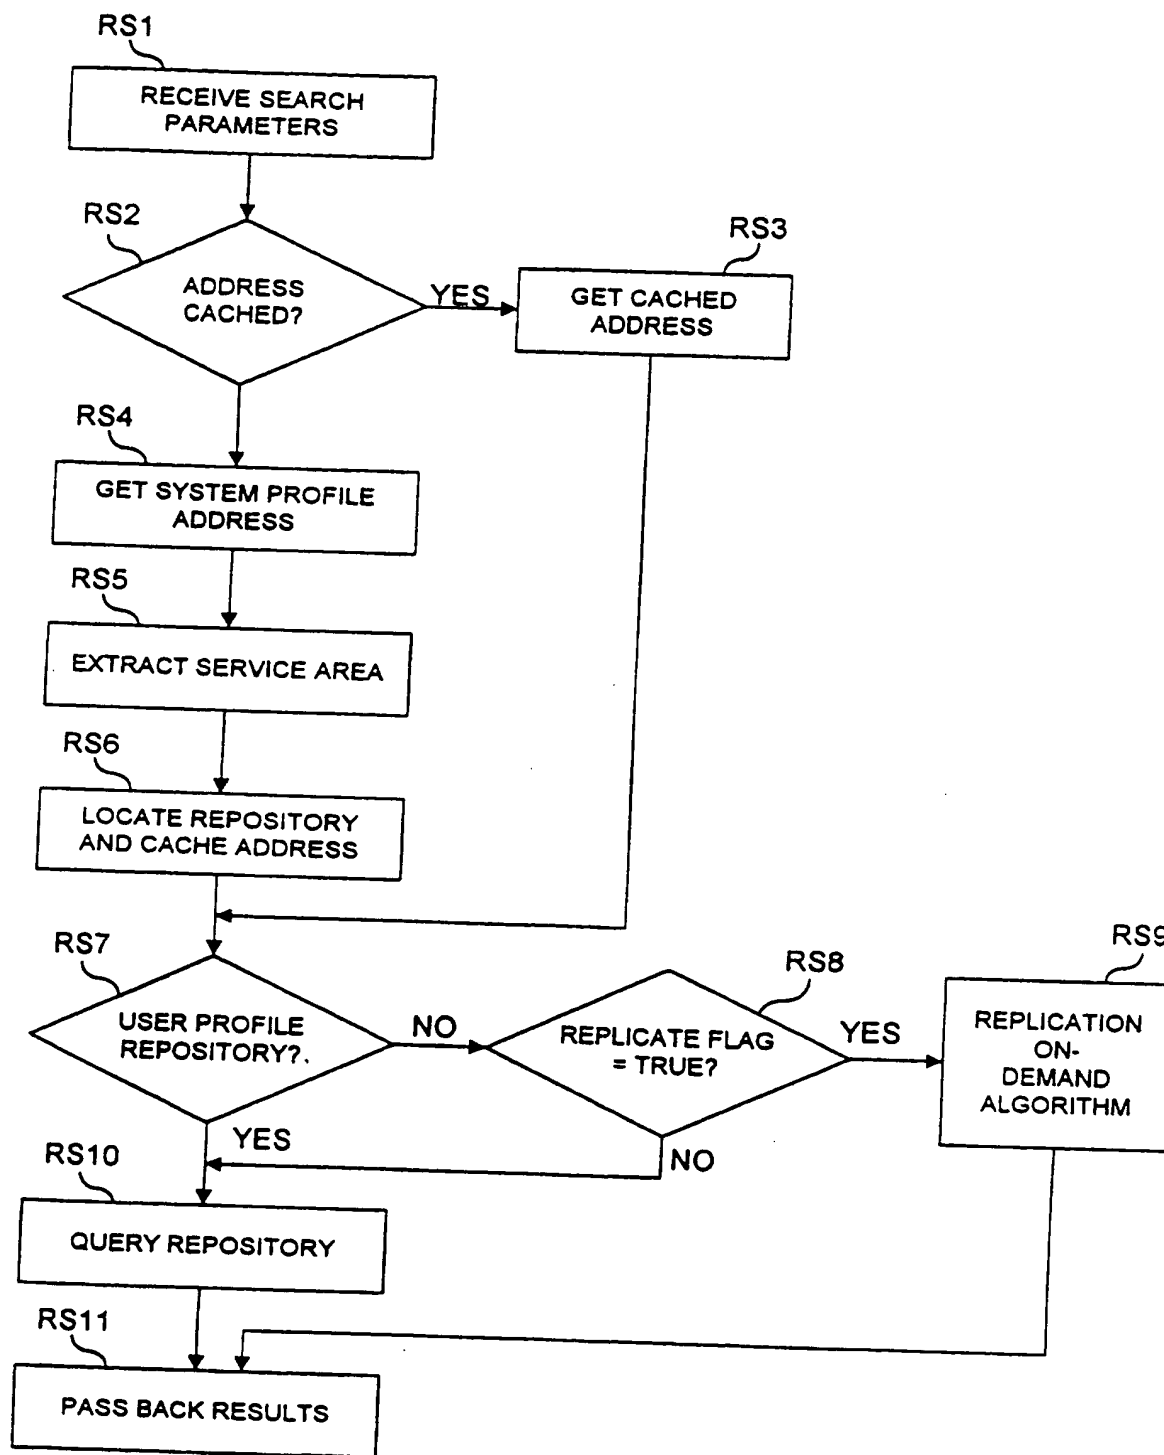 RS1
RECEIVE SEARCH
PARAMETERS
RS2
ADDRESS
CACHED?
YES
RS3
GET CACHED
ADDRESS
RS4
GET SYSTEM PROFILE
ADDRESS
RS5
EXTRACT SERVICE AREA
RS6
LOCATE REPOSITORY
AND CACHE ADDRESS
RS7
USER PROFILE
REPOSITORY?.
NO
RS8
REPLICATE FLAG
= TRUE?
YES
RS9
REPLICATION
ON-
DEMAND
ALGORITHM
YES
NO
RS10
QUERY REPOSITORY
RS11
PASS BACK RESULTS